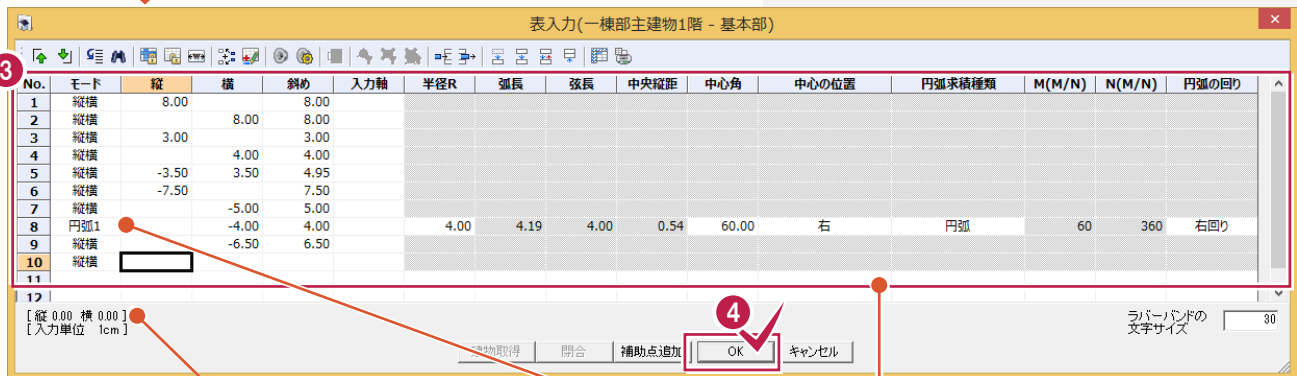 表入力(一棟部主建物1階 - 基本部)
3
No. モード 縦 横 斜め 入力軸 半径R 弧長 弦長 中央縦距 中心角 中心の位置 円弧求積種類 M(M/N) N(M/N) 円弧の回り
1 縦横 8.00 8.00
2 縦横 8.00 8.00
3 縦横 3.00 3.00
4 縦横 4.00 4.00
5 縦横 -3.50 3.50 4.95
6 縦横 -7.50 7.50
7 縦横 -5.00 5.00
8 円弧1 -4.00 4.00 4.00 4.19 4.00 0.54 60.00 右 円弧 60 360 右回り
9 縦横 -6.50 6.50
10 縦横
11
12
[ 縦 0.00 横 0.00 ]
[ 入力単位 1cm ]
ラバーバンドの
文字サイズ 30
4
建物取得 閉合 補助点追加 OK キャンセル